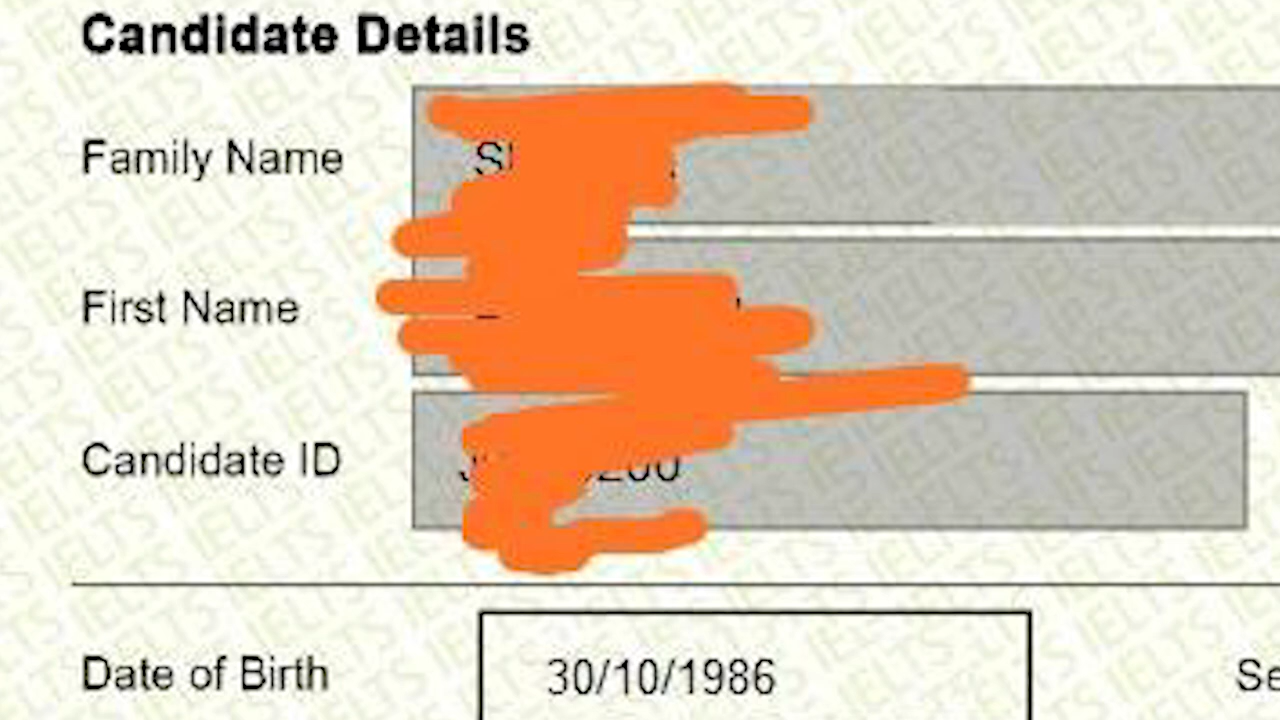 Candidate Details
Family Name
First Name
Candidate ID
Date of Birth 30/10/1986